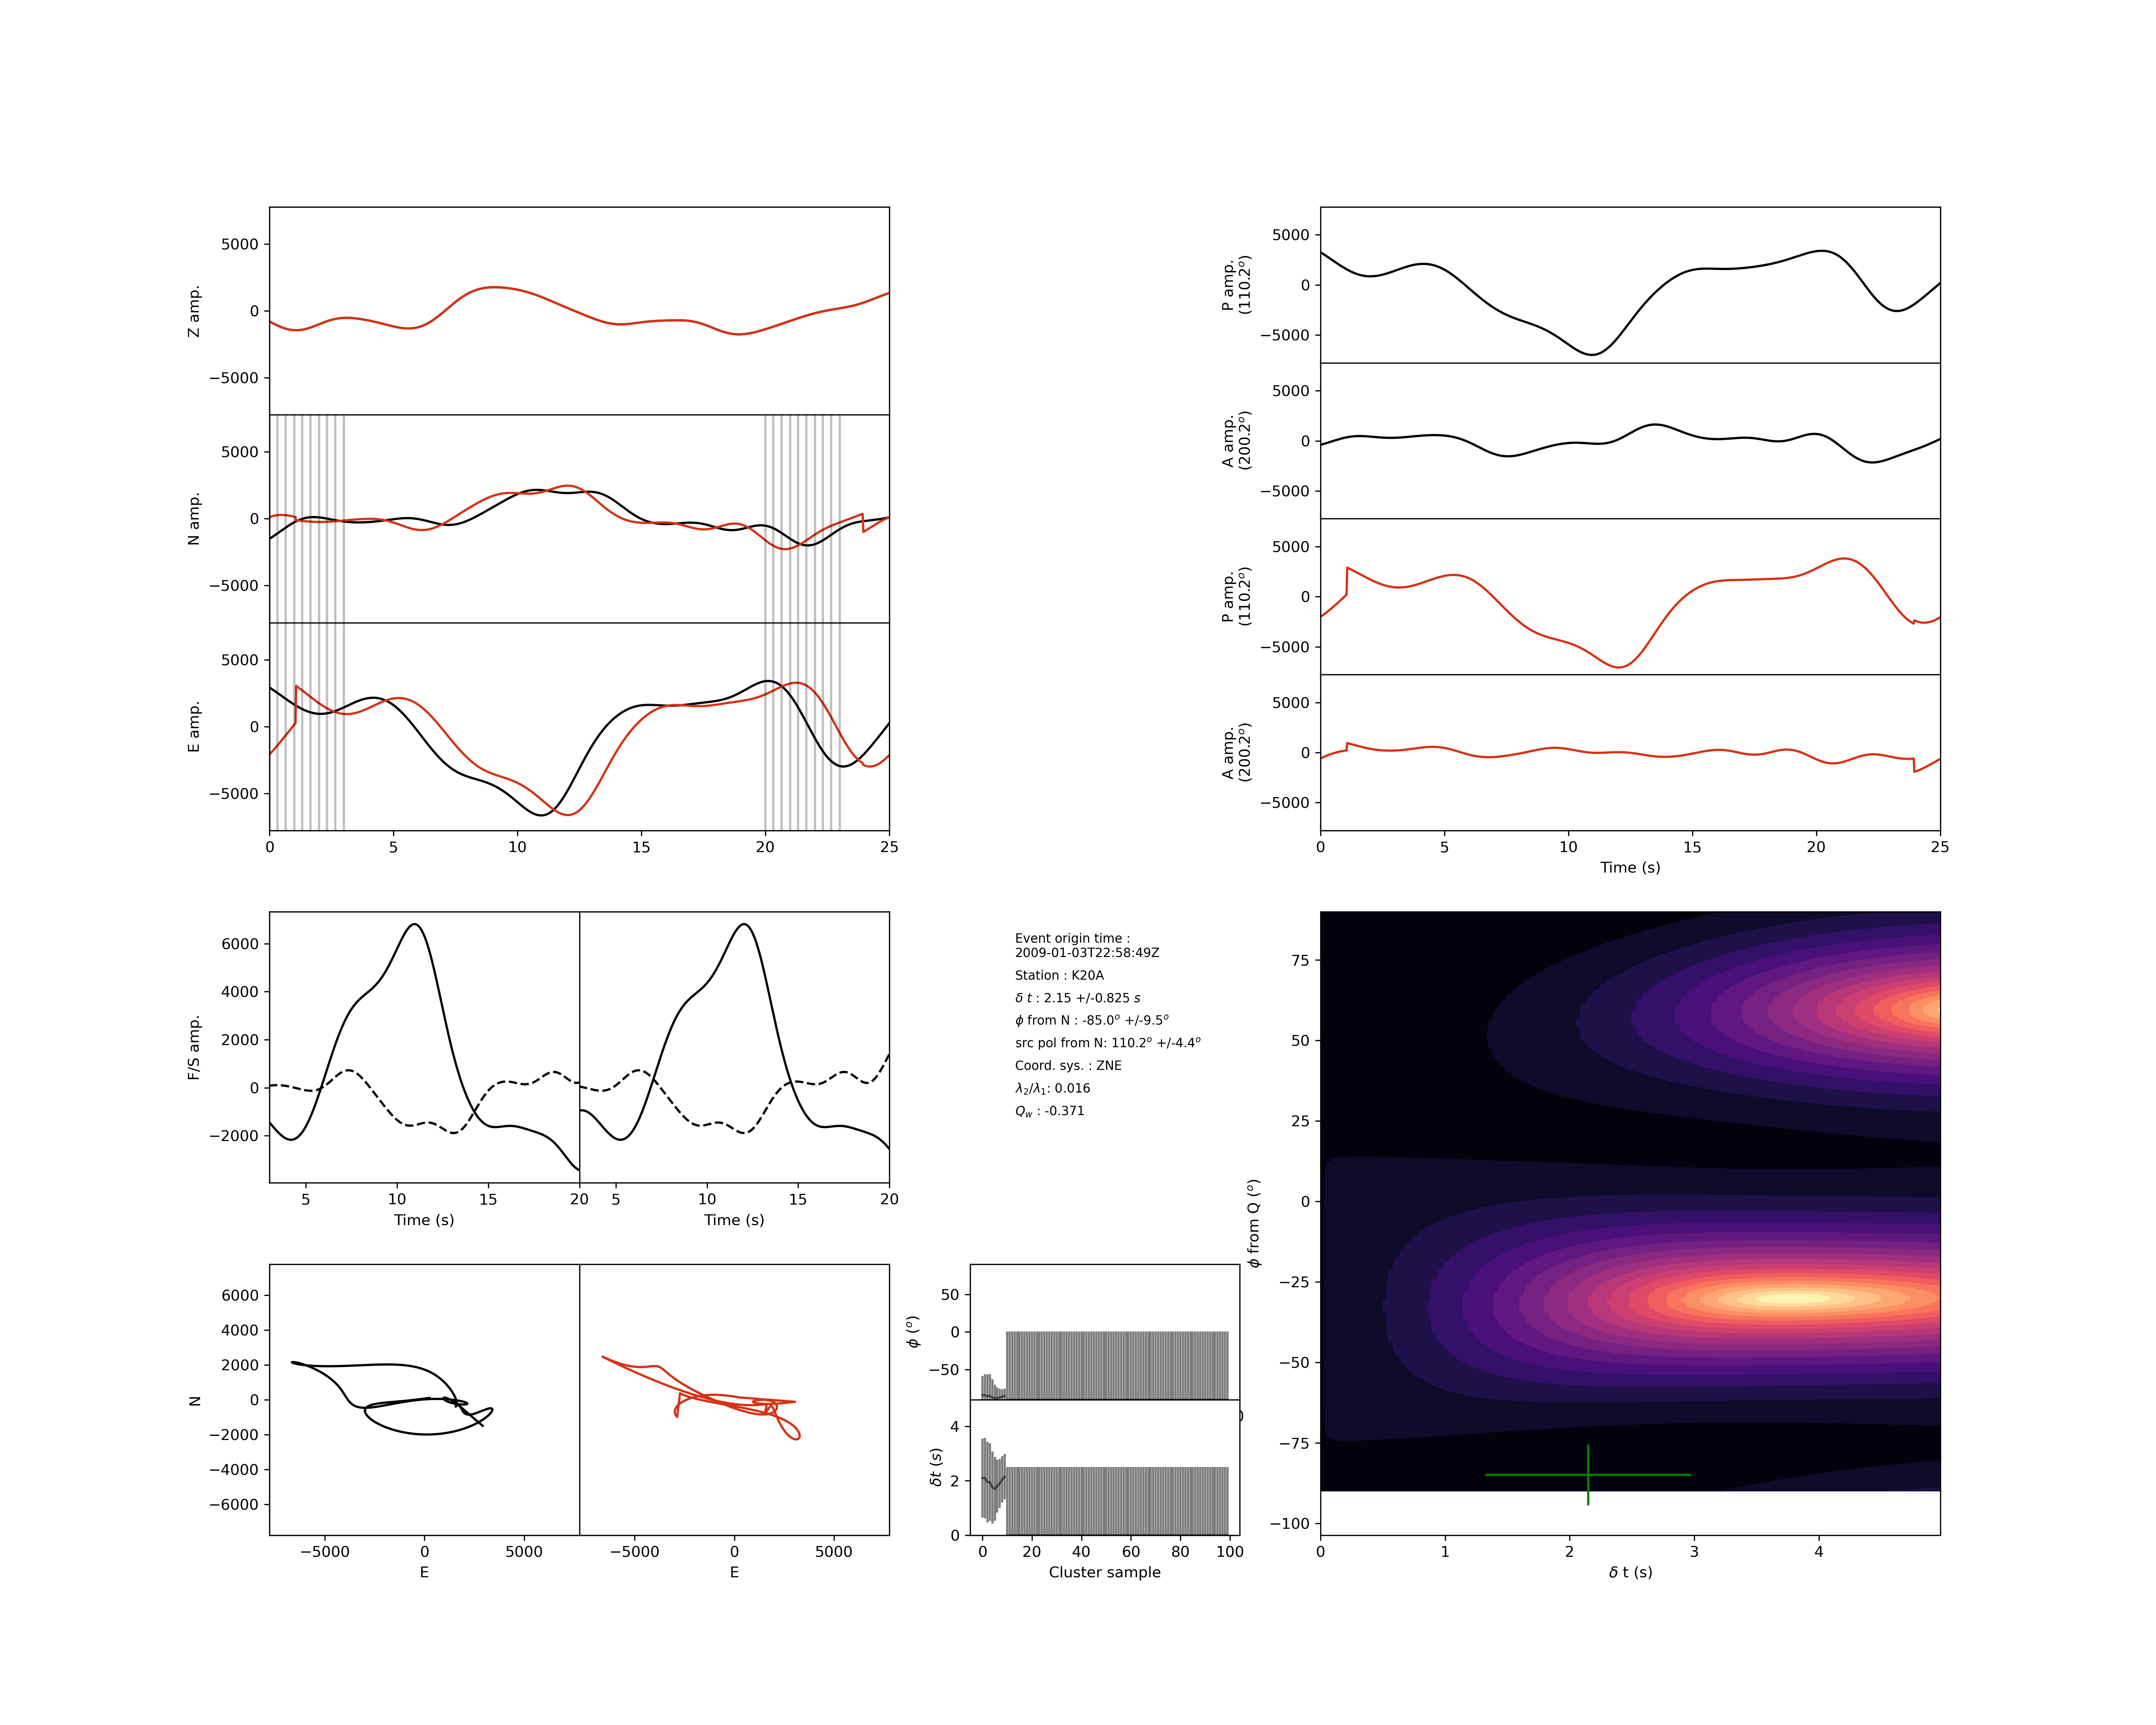 5000
0
−5000
Z amp.
5000
0
−5000
N amp.
5000
0
−5000
E amp.
0 5 10 15 20 25
5000
0
−5000
P amp.
(110.2°)
5000
0
−5000
A amp.
(200.2°)
5000
0
−5000
P amp.
(110.2°)
5000
0
−5000
A amp.
(200.2°)
0 5 10 15 20 25
Time (s)
6000
4000
2000
0
−2000
F/S amp.
5 10 15 20 5 10 15 20
Time (s) Time (s)
Event origin time :
2009-01-03T22:58:49Z
Station : K20A
δ t : 2.15 +/-0.825 s
ϕ from N : -85.0° +/-9.5°
src pol from N: 110.2° +/-4.4°
Coord. sys. : ZNE
λ₂/λ₁: 0.016
Q_w : -0.371
6000
4000
2000
0
−2000
−4000
−6000
N
−5000 0 5000 −5000 0 5000
E E
50
0
−50
ϕ (°)
4
2
0
δt (s)
0 20 40 60 80 100
Cluster sample
75
50
25
0
−25
−50
−75
−100
ϕ from Q (°)
0 1 2 3 4
δ t (s)